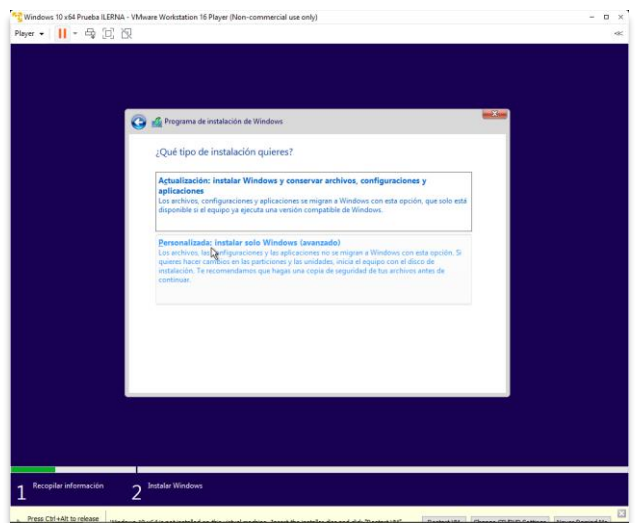 Windows 10 x64 Prueba ILERNA - VMware Workstation 16 Player (Non-commercial use only)
Player
Programa de instalación de Windows
¿Qué tipo de instalación quieres?
Actualización: instalar Windows y conservar archivos, configuraciones y
aplicaciones
Los archivos, configuraciones y aplicaciones se migran a Windows con esta opción, que solo está
disponible si el equipo ya ejecuta una versión compatible de Windows.
Personalizada: instalar solo Windows (avanzado)
Los archivos, las configuraciones y las aplicaciones no se migran a Windows con esta opción. Si
quieres hacer cambios en las particiones y las unidades, inicia el equipo con el disco de
instalación. Te recomendamos que hagas una copia de seguridad de tus archivos antes de
continuar.
1 Recopilar información 2 Instalar Windows
Press Ctrl+Alt to release